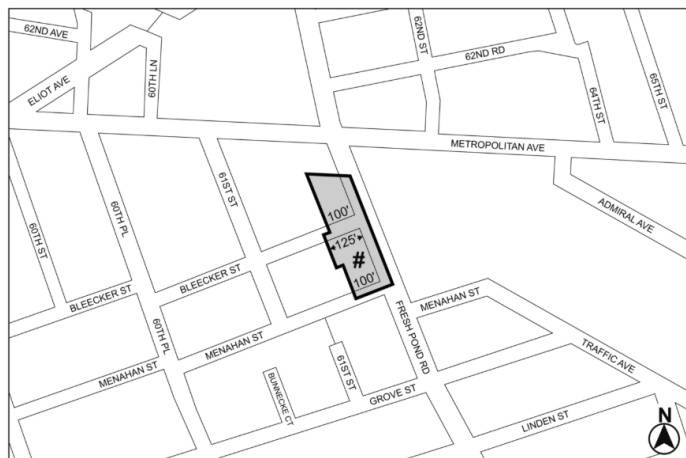 62ND AVE
ELIOT AVE
60TH LN
62ND ST
62ND RD
64TH ST
65TH ST
METROPOLITAN AVE
ADMIRAL AVE
60TH ST
60TH PL
61ST ST
100'
125'
#
100'
BLEECKER ST
BLEECKER ST
60TH PL
MENAHAN ST
MENAHAN ST
MENAHAN ST
FRESH POND RD
TRAFFIC AVE
BUNNECKE CT
61ST ST
GROVE ST
LINDEN ST
N